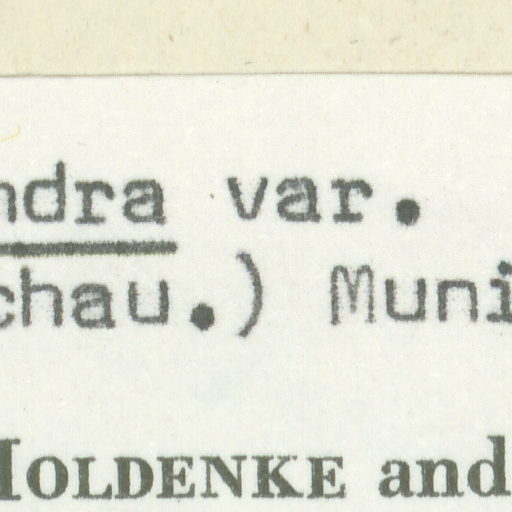 ndra var.
chau.) Muni
MOLDENKE and